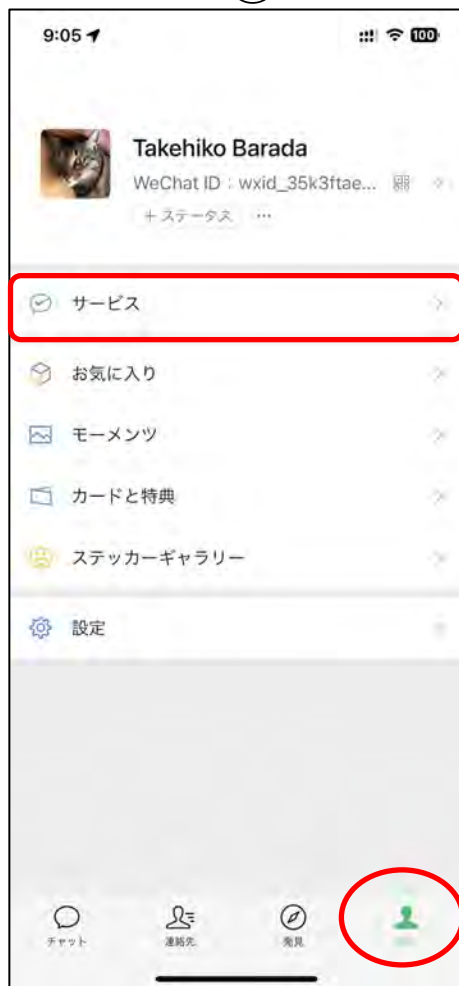 9:05
100
Takehiko Barada
WeChat ID : wxid_35k3ftae...
+ ステータス ...
サービス
お気に入り
モーメンツ
カードと特典
ステッカーギャラリー
設定
チャット 連絡先 発見